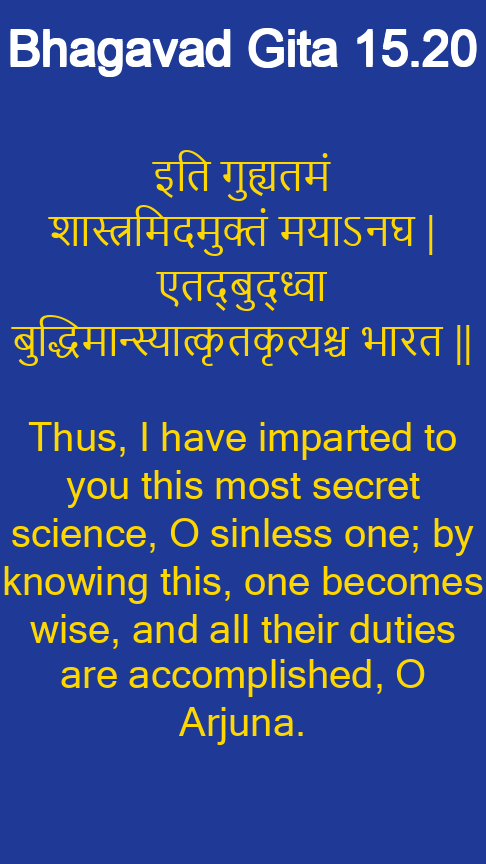 Bhagavad Gita 15.20
इति गुह्यतमं
शास्त्रमिदमुक्तं मयाऽनघ |
एतद्बुद्ध्वा
बुद्धिमान्स्यात्कृतकृत्यश्च भारत ||
Thus, I have imparted to
you this most secret
science, O sinless one; by
knowing this, one becomes
wise, and all their duties
are accomplished, O
Arjuna.